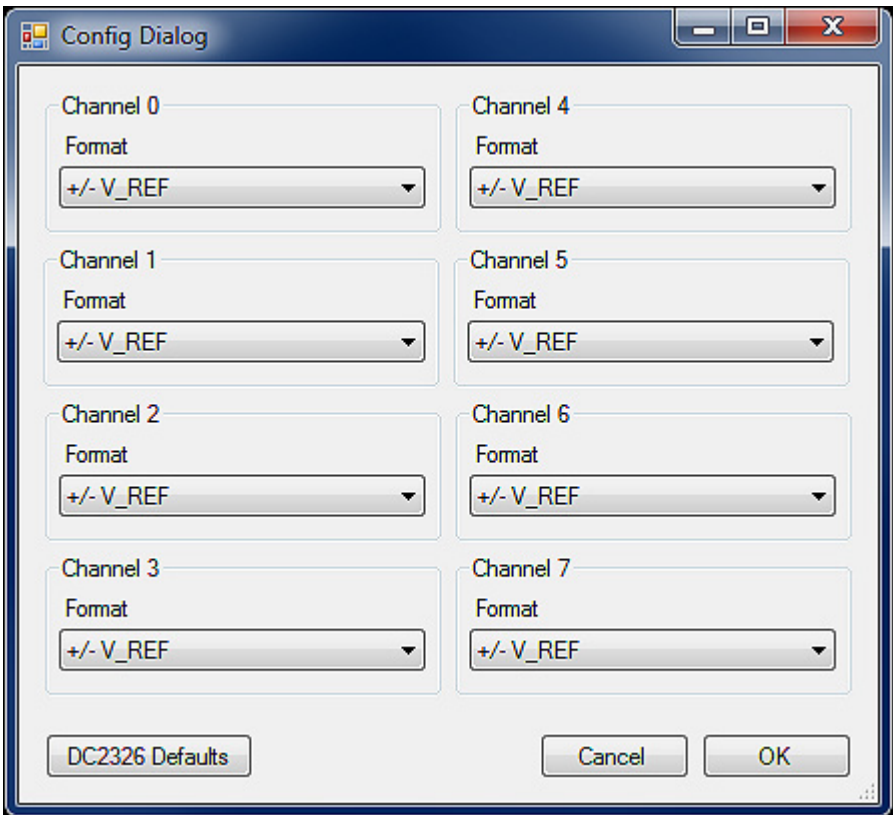 Config Dialog
Channel 0
Format
+/- V_REF
Channel 1
Format
+/- V_REF
Channel 2
Format
+/- V_REF
Channel 3
Format
+/- V_REF
Channel 4
Format
+/- V_REF
Channel 5
Format
+/- V_REF
Channel 6
Format
+/- V_REF
Channel 7
Format
+/- V_REF
DC2326 Defaults
Cancel
OK